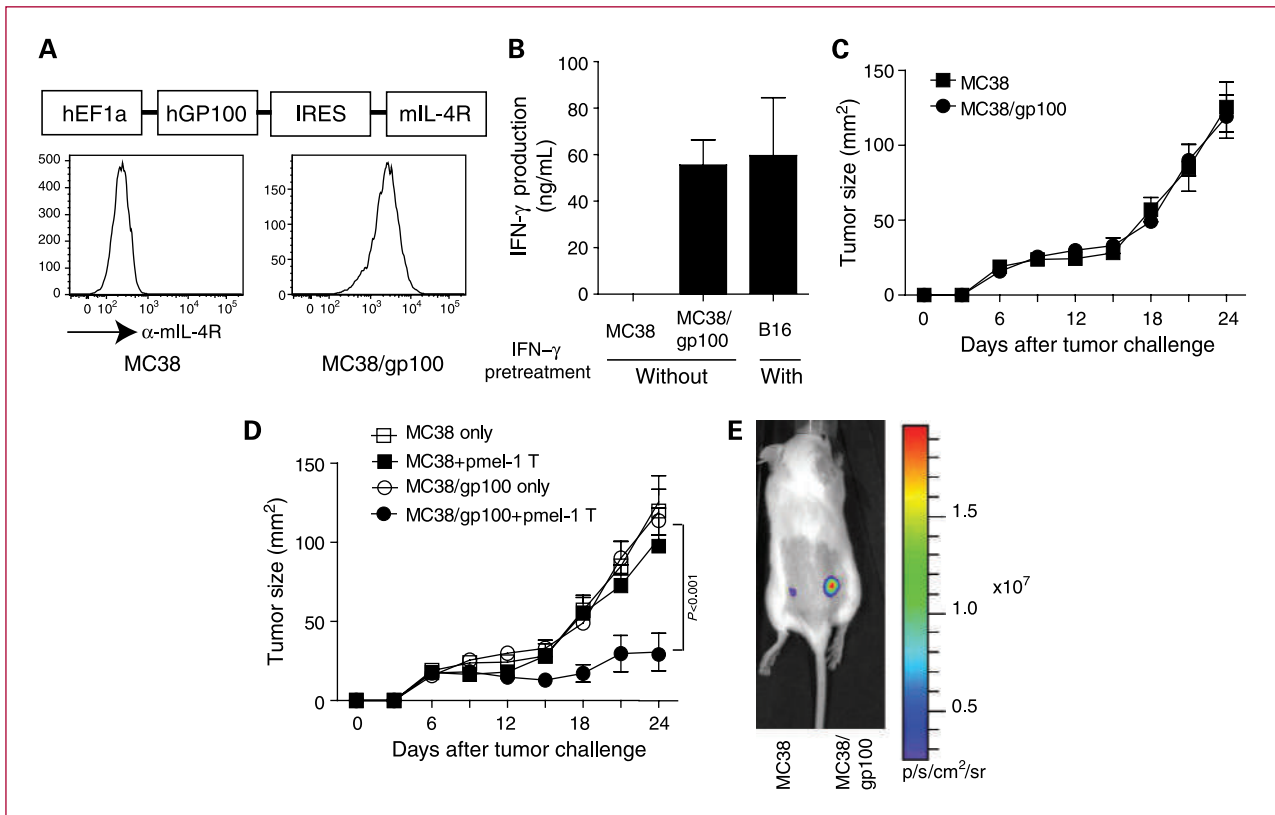 A
hEF1a hGP100 IRES mIL-4R
500
400
300
200
100
0
0 10² 10³ 10⁴ 10⁵
α-mIL-4R
MC38
150
100
50
0
0 10² 10³ 10⁴ 10⁵
MC38/gp100
B
IFN-γ production
(ng/mL)
100
80
60
40
20
0
MC38
MC38/
gp100
B16
IFN–γ
pretreatment
Without
With
C
MC38
MC38/gp100
Tumor size (mm²)
150
100
50
0
0 6 12 18 24
Days after tumor challenge
D
MC38 only
MC38+pmel-1 T
MC38/gp100 only
MC38/gp100+pmel-1 T
Tumor size (mm²)
150
100
50
0
P<0.001
0 6 12 18 24
Days after tumor challenge
E
MC38
MC38/
gp100
1.5
x10⁷
1.0
0.5
p/s/cm²/sr